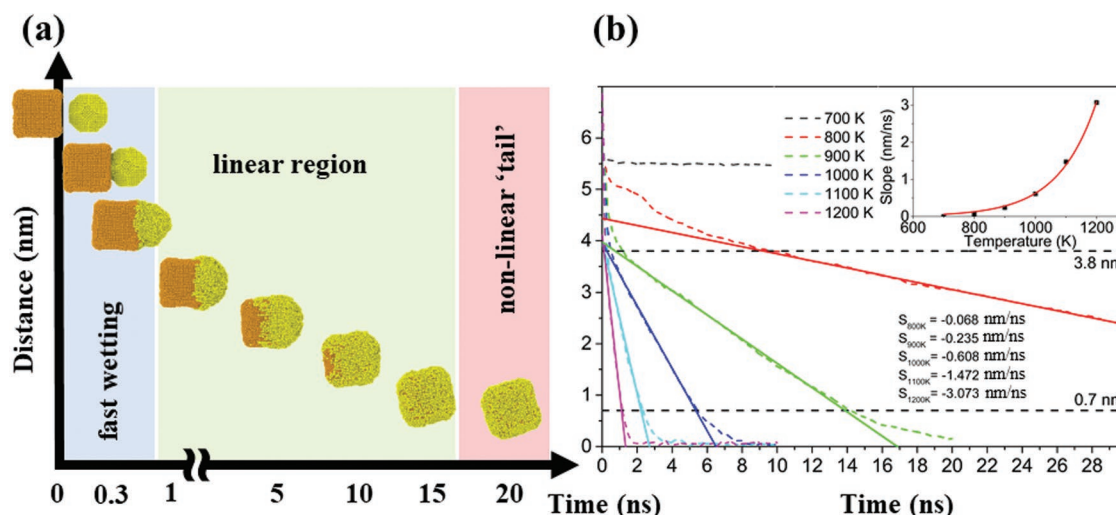 (a)
Distance (nm)
fast wetting
linear region
non-linear ‘tail’
0 0.3 1 5 10 15 20
Time (ns)
(b)
7
6
5
4
3
2
1
0
700 K
800 K
900 K
1000 K
1100 K
1200 K
Slope (nm/ns)
3
2
1
0
600 800 1000 1200
Temperature (K)
3.8 nm
S800K = -0.068 nm/ns
S900K = -0.235 nm/ns
S1000K = -0.608 nm/ns
S1100K = -1.472 nm/ns
S1200K = -3.073 nm/ns
0.7 nm
0 2 4 6 8 10 12 14 16 18 20 22 24 26 28
Time (ns)